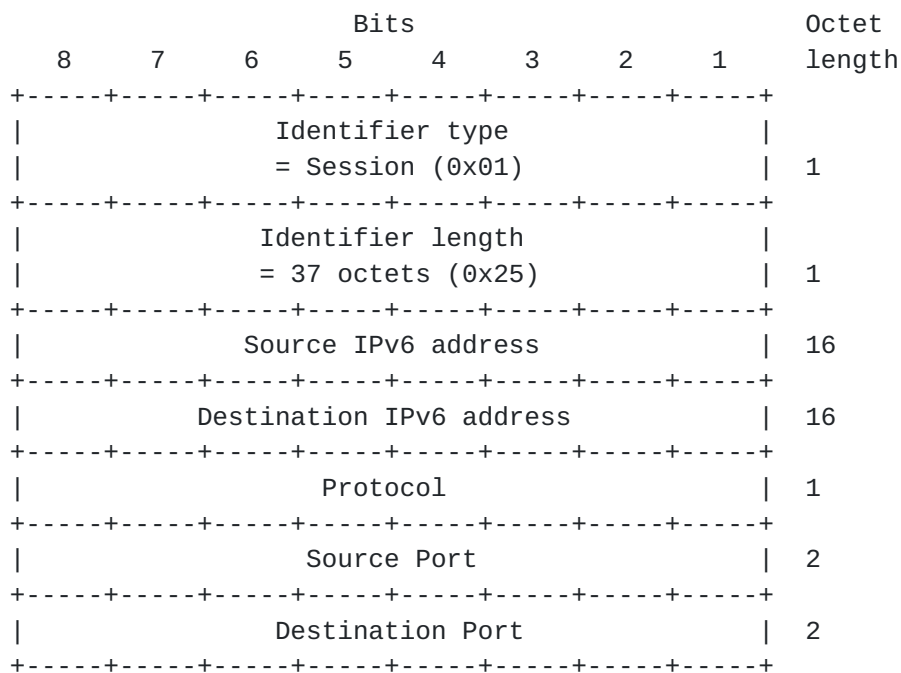 Bits                         Octet
   8     7     6     5     4     3     2     1     length
+-----+-----+-----+-----+-----+-----+-----+-----+
|                Identifier type                |
|                = Session (0x01)               |  1
+-----+-----+-----+-----+-----+-----+-----+-----+
|               Identifier length               |
|               = 37 octets (0x25)              |  1
+-----+-----+-----+-----+-----+-----+-----+-----+
|              Source IPv6 address              |  16
+-----+-----+-----+-----+-----+-----+-----+-----+
|           Destination IPv6 address            |  16
+-----+-----+-----+-----+-----+-----+-----+-----+
|                   Protocol                    |  1
+-----+-----+-----+-----+-----+-----+-----+-----+
|                  Source Port                  |  2
+-----+-----+-----+-----+-----+-----+-----+-----+
|                Destination Port               |  2
+-----+-----+-----+-----+-----+-----+-----+-----+